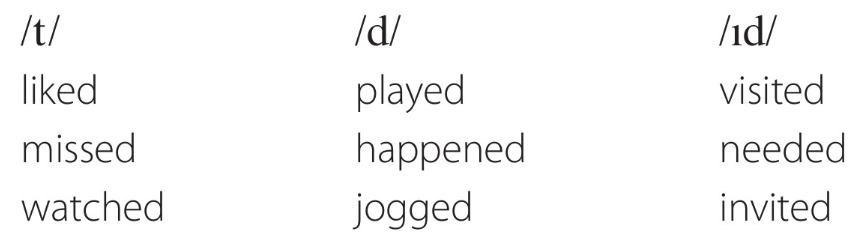 /t/ /d/ /ɪd/
liked played visited
missed happened needed
watched jogged invited